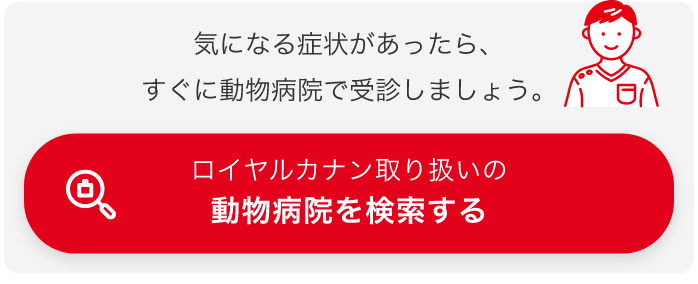 気になる症状があったら、
すぐに動物病院で受診しましょう。
ロイヤルカナン取り扱いの
動物病院を検索する